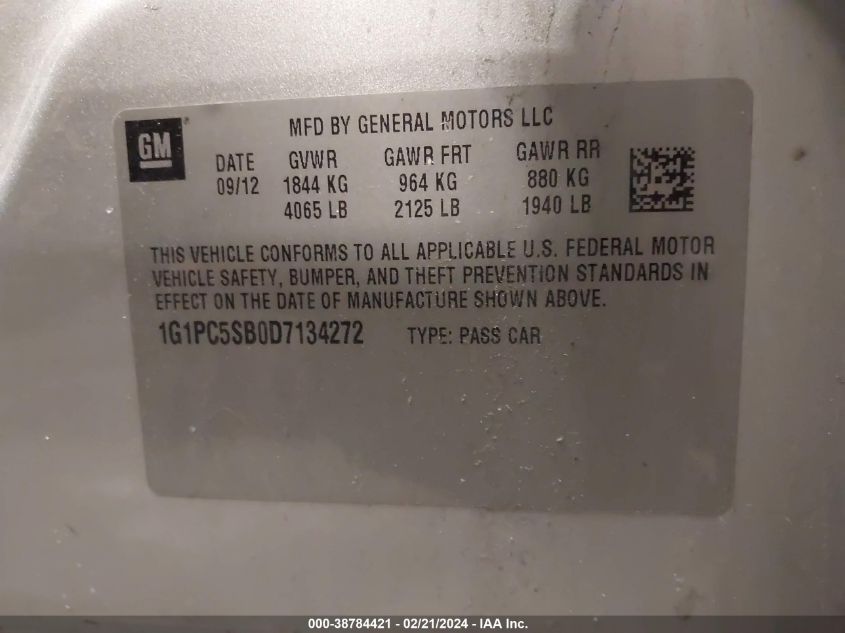 GM
MFD BY GENERAL MOTORS LLC
DATE GVWR GAWR FRT GAWR RR
09/12 1844 KG 964 KG 880 KG
4065 LB 2125 LB 1940 LB
THIS VEHICLE CONFORMS TO ALL APPLICABLE U.S. FEDERAL MOTOR
VEHICLE SAFETY, BUMPER, AND THEFT PREVENTION STANDARDS IN
EFFECT ON THE DATE OF MANUFACTURE SHOWN ABOVE.
1G1PC5SB0D7134272 TYPE: PASS CAR
000-38784421 - 02/21/2024 - IAA Inc.